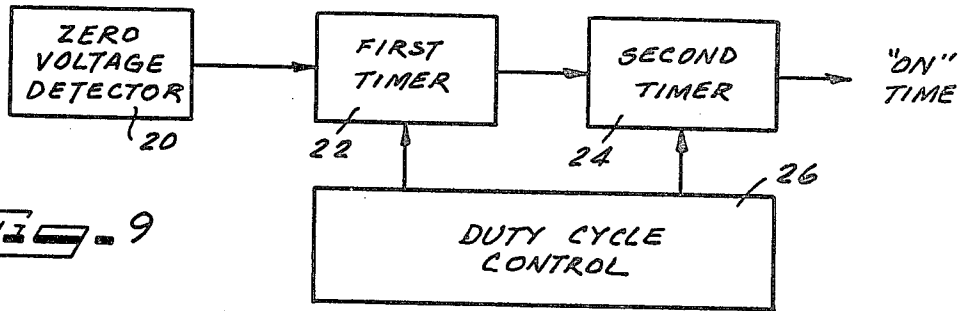 ZERO
VOLTAGE
DETECTOR
20
FIRST
TIMER
22
SECOND
TIMER
24
"ON"
TIME
26
DUTY CYCLE
CONTROL
- 9